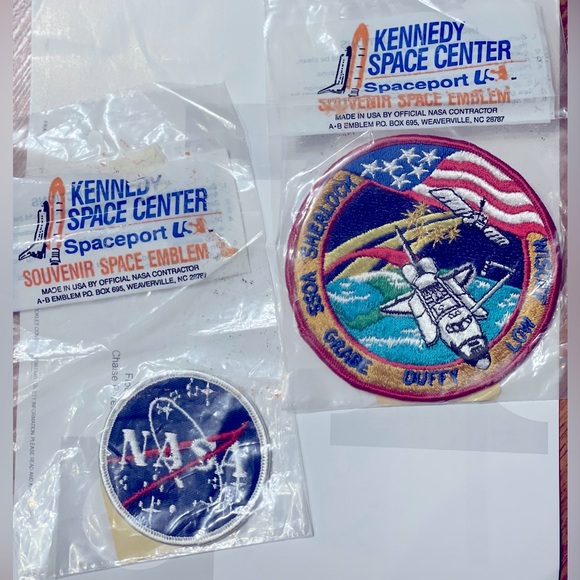 KENNEDY
SPACE CENTER
Spaceport USA
SOUVENIR SPACE EMBLEM
MADE IN USA BY OFFICIAL NASA CONTRACTOR
A•B EMBLEM P.O. BOX 695, WEAVERVILLE, NC 28787
KENNEDY
SPACE CENTER
Spaceport USA
SOUVENIR SPACE EMBLEM
MADE IN USA BY OFFICIAL NASA CONTRACTOR
A•B EMBLEM P.O. BOX 695, WEAVERVILLE, NC 28787
VOSS SHERLOCK
GRABE DUFFY LOW
NASA